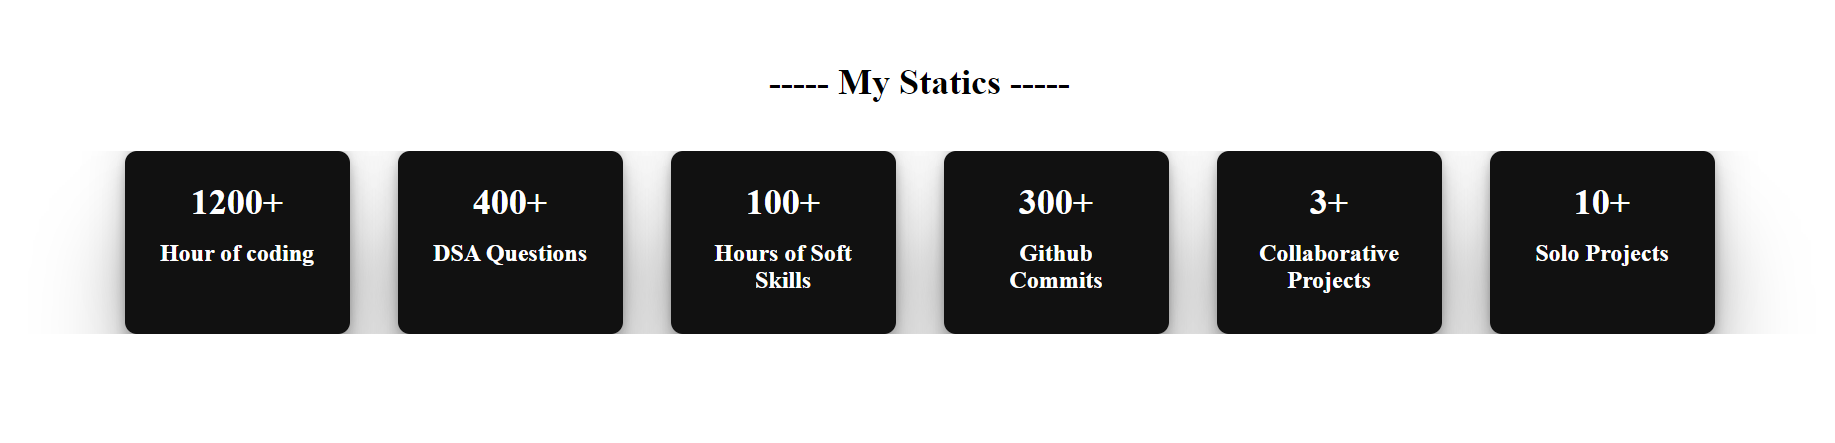 ----- My Statics -----
1200+
Hour of coding
400+
DSA Questions
100+
Hours of Soft
Skills
300+
Github
Commits
3+
Collaborative
Projects
10+
Solo Projects